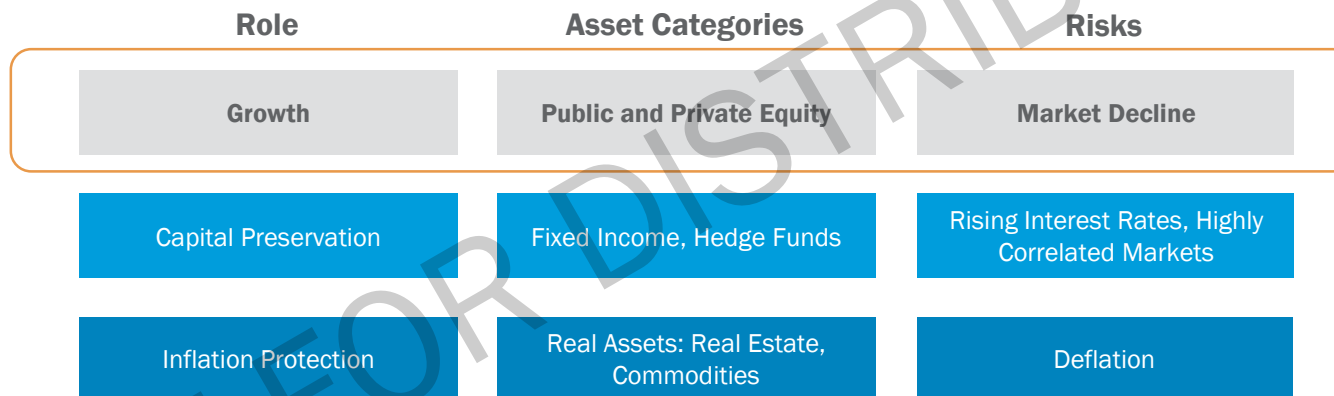 Role
Asset Categories
Risks
Growth
Public and Private Equity
Market Decline
Capital Preservation
Fixed Income, Hedge Funds
Rising Interest Rates, Highly
Correlated Markets
Inflation Protection
Real Assets: Real Estate,
Commodities
Deflation
FOR DISTRIB